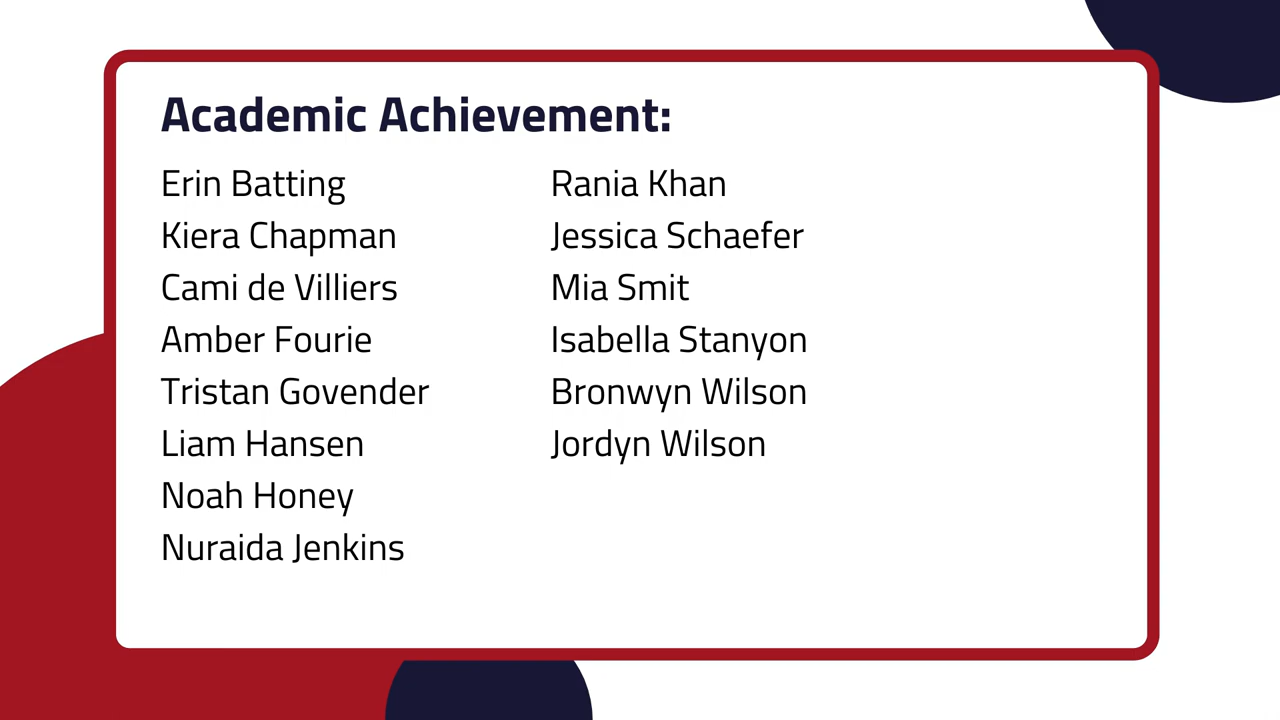 Academic Achievement:
Erin Batting
Kiera Chapman
Cami de Villiers
Amber Fourie
Tristan Govender
Liam Hansen
Noah Honey
Nuraida Jenkins
Rania Khan
Jessica Schaefer
Mia Smit
Isabella Stanyon
Bronwyn Wilson
Jordyn Wilson